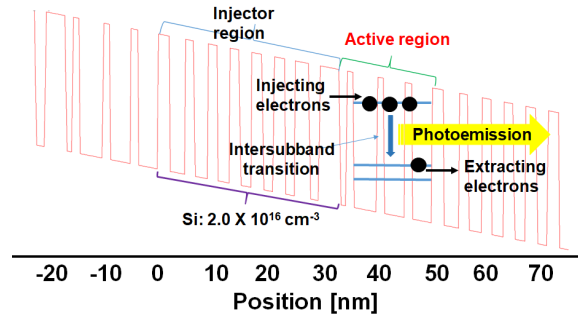 Injector
region
Active region
Injecting
electrons
Photoemission
Intersubband
transition
Extracting
electrons
Si: 2.0 X 10¹⁶ cm⁻³
-20 -10 0 10 20 30 40 50 60 70
Position [nm]